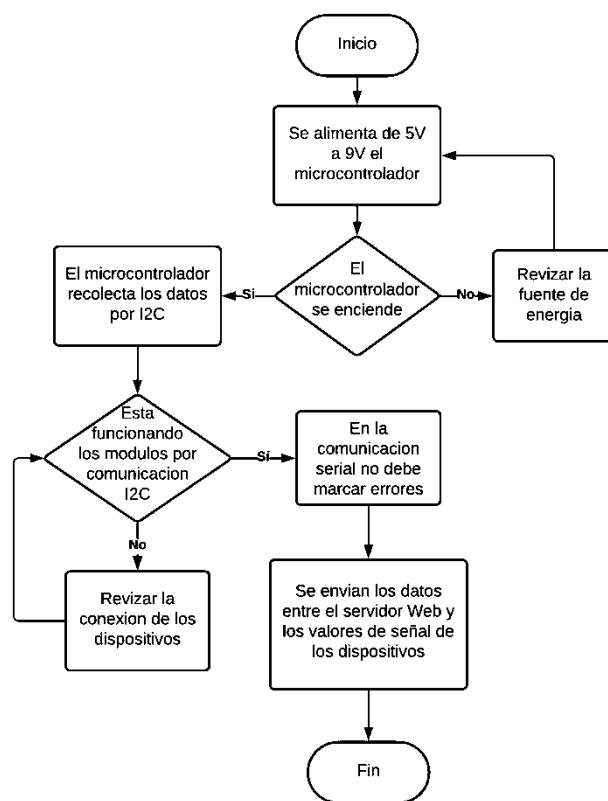 Inicio
Se alimenta de 5V
a 9V el
microcontrolador
El
microcontrolador
se enciende
No
Revizar la
fuente de
energia
Si
El microcontrolador
recolecta los datos
por I2C
Esta
funcionando
los modulos por
comunicacion
I2C
No
Revizar la
conexion de los
dispositivos
Sí
En la
comunicacion
serial no debe
marcar errores
Se envian los datos
entre el servidor Web y
los valores de señal de
los dispositivos
Fin